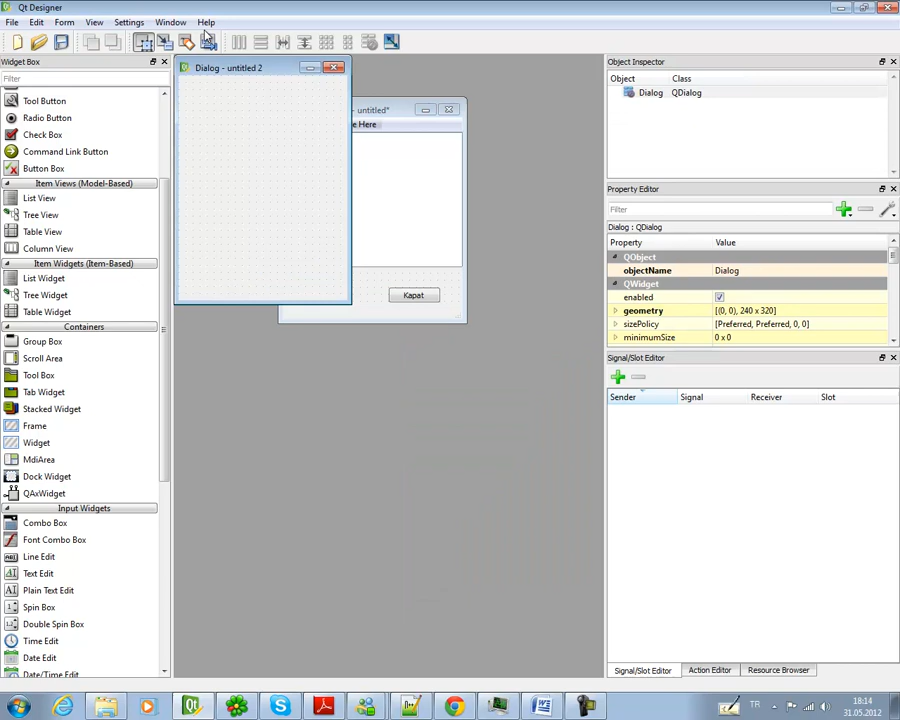 Qt Designer
File Edit Form View Settings Window Help
Widget Box
Filter
Tool Button
Radio Button
Check Box
Command Link Button
Button Box
Item Views (Model-Based)
List View
Tree View
Table View
Column View
Item Widgets (Item-Based)
List Widget
Tree Widget
Table Widget
Containers
Group Box
Scroll Area
Tool Box
Tab Widget
Stacked Widget
Frame
Widget
MdiArea
Dock Widget
QAxWidget
Input Widgets
Combo Box
Font Combo Box
Line Edit
Text Edit
Plain Text Edit
Spin Box
Double Spin Box
Time Edit
Date Edit
Date/Time Edit
Dialog - untitled 2
- untitled*
e Here
Kapat
Object Inspector
Object Class
Dialog QDialog
Property Editor
Filter
Dialog : QDialog
Property Value
QObject
objectName Dialog
QWidget
enabled
geometry [(0, 0), 240 x 320]
sizePolicy [Preferred, Preferred, 0, 0]
minimumSize 0 x 0
Signal/Slot Editor
Sender Signal Receiver Slot
Signal/Slot Editor Action Editor Resource Browser
TR 18:14
31.05.2012